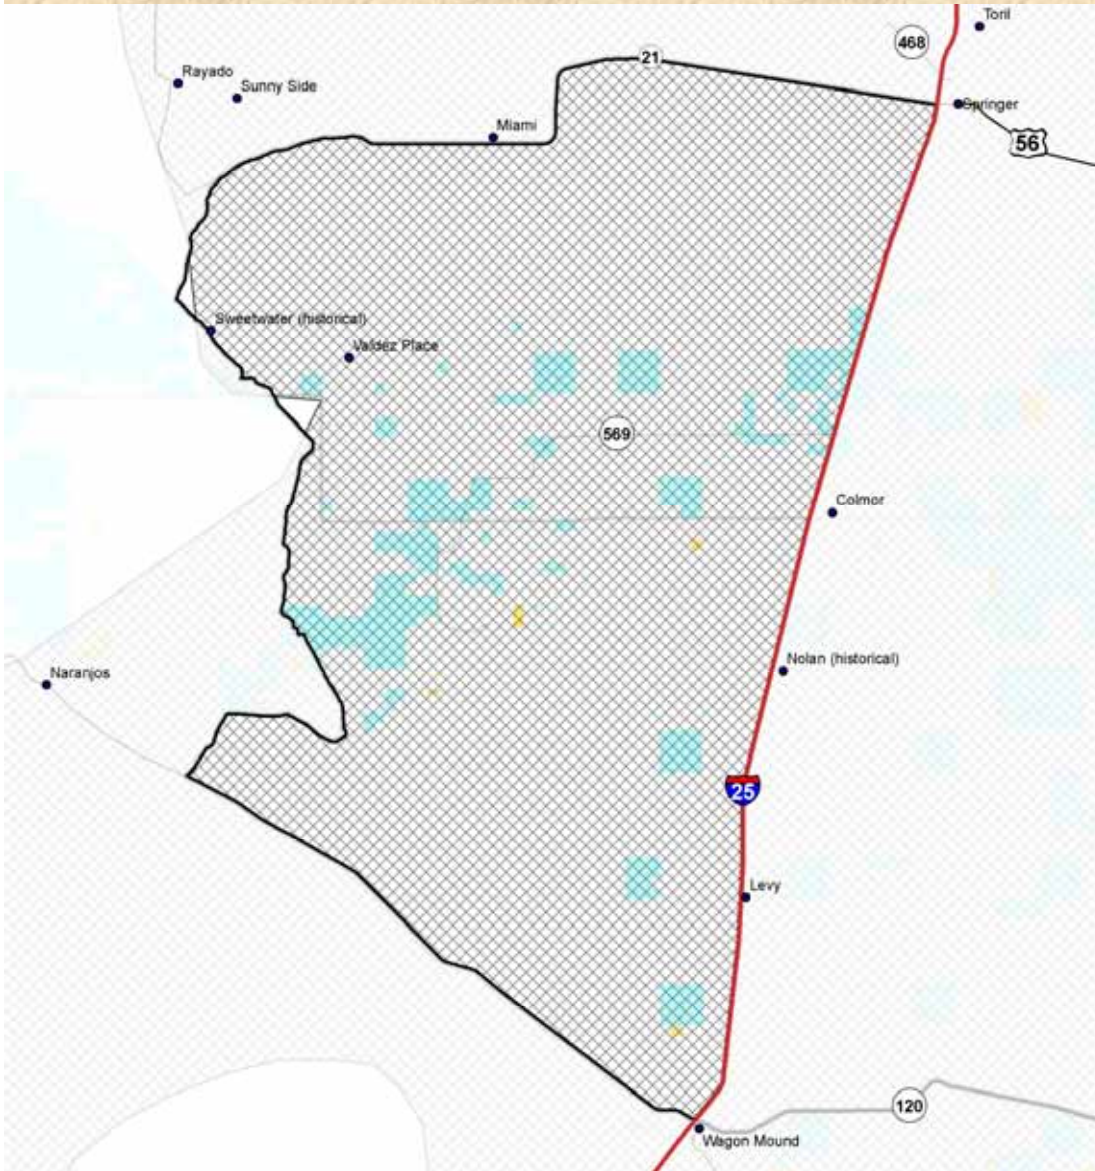 Toril
468
21
Rayado
Sunny Side
Springer
Miami
56
Sweetwater (historical)
Valdez Place
569
Colmor
Nolan (historical)
Naranjos
25
Levy
120
Wagon Mound